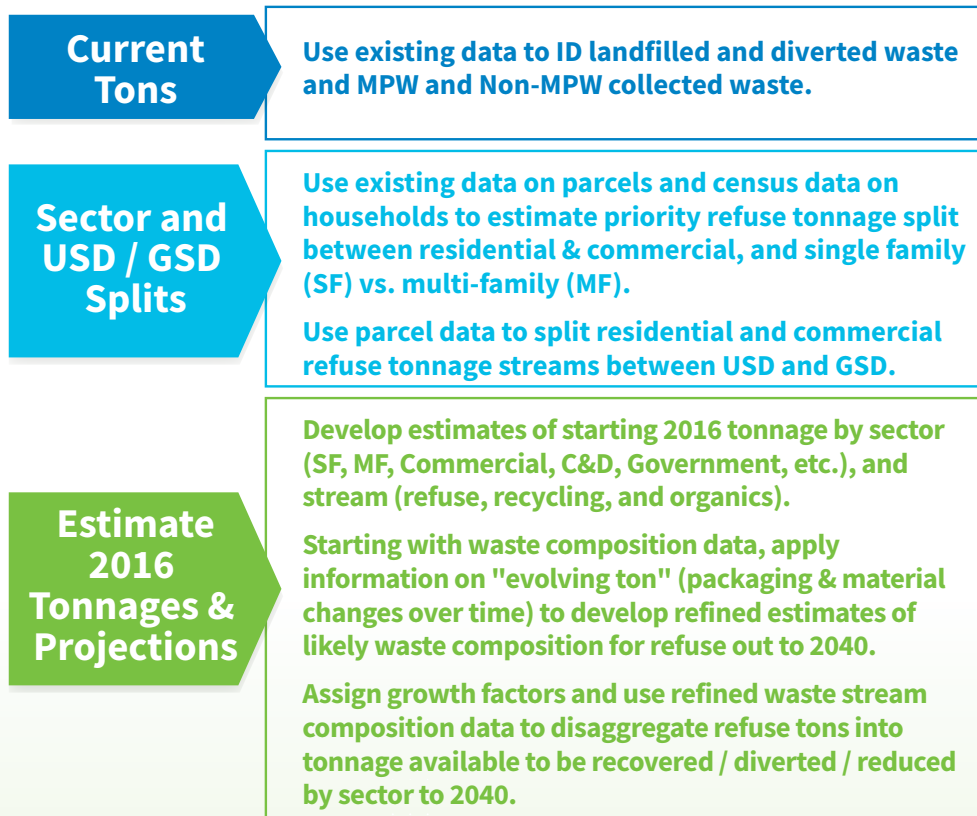 Current
Tons
Use existing data to ID landfilled and diverted waste
and MPW and Non-MPW collected waste.
Sector and
USD / GSD
Splits
Use existing data on parcels and census data on
households to estimate priority refuse tonnage split
between residential & commercial, and single family
(SF) vs. multi-family (MF).
Use parcel data to split residential and commercial
refuse tonnage streams between USD and GSD.
Estimate
2016
Tonnages &
Projections
Develop estimates of starting 2016 tonnage by sector
(SF, MF, Commercial, C&D, Government, etc.), and
stream (refuse, recycling, and organics).
Starting with waste composition data, apply
information on "evolving ton" (packaging & material
changes over time) to develop refined estimates of
likely waste composition for refuse out to 2040.
Assign growth factors and use refined waste stream
composition data to disaggregate refuse tons into
tonnage available to be recovered / diverted / reduced
by sector to 2040.